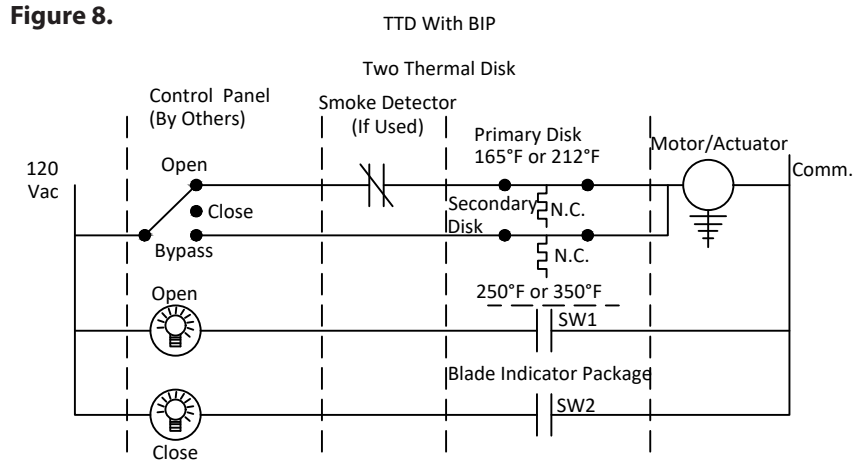 Figure 8.
TTD With BIP
Two Thermal Disk
Control Panel
(By Others)
Smoke Detector
(If Used)
Primary Disk
165°F or 212°F
Motor/Actuator
120
Vac
Open
Comm.
Close
Secondary
Disk
N.C.
Bypass
N.C.
Open
250°F or 350°F
SW1
Blade Indicator Package
SW2
Close